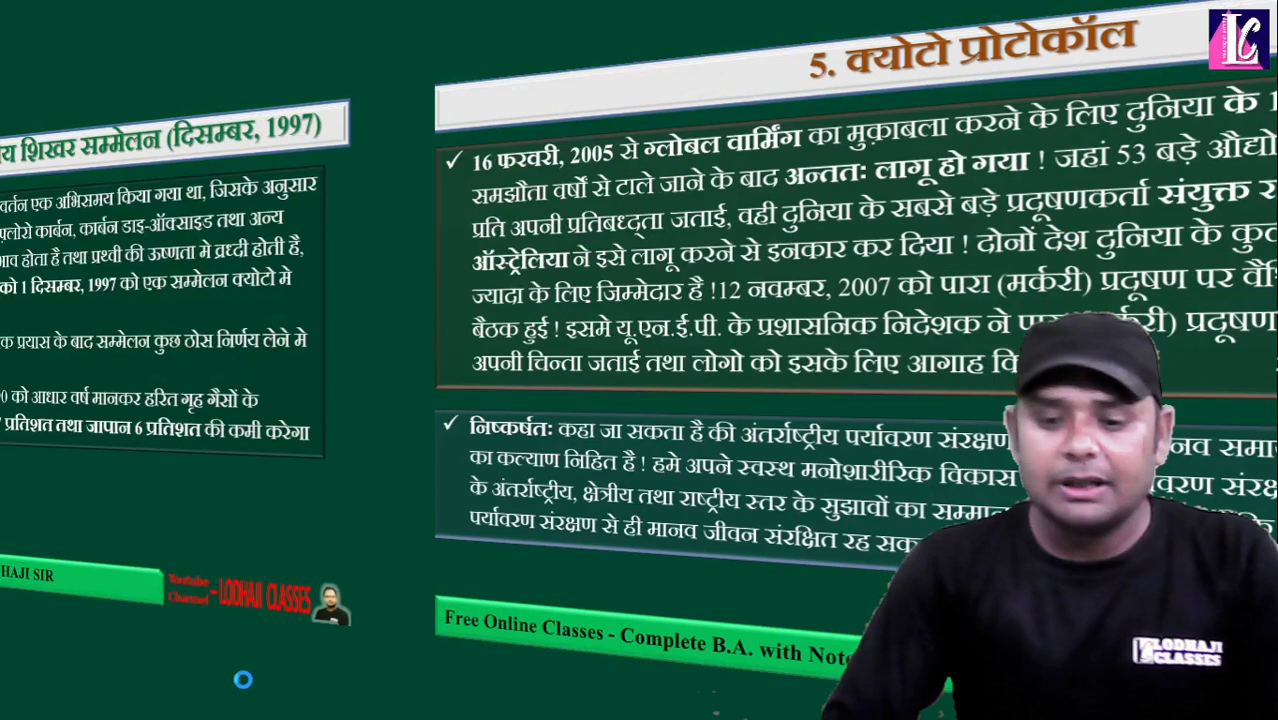 य शिखर सम्मेलन (दिसम्बर, 1997)
वर्तन एक अभिसमय किया गया था, जिसके अनुसार
फ़्लोरो कार्बन, कार्बन डाइ-ऑक्साइड तथा अन्य
भाव होता है तथा प्रथ्वी की ऊष्णता मे व्रध्दी होती है,
को 1 दिसम्बर, 1997 को एक सम्मेलन क्योटो मे
क प्रयास के बाद सम्मेलन कुछ ठोस निर्णय लेने मे
0 को आधार वर्ष मानकर हरित गृह गैसों के
प्रतिशत तथा जापान 6 प्रतिशत की कमी करेगा
HAJI SIR
Youtube Channel – LODHAJI CLASSES
LC
5. क्योटो प्रोटोकॉल
✓ 16 फरवरी, 2005 से ग्लोबल वार्मिंग का मुक़ाबला करने के लिए दुनिया के 1
समझौता वर्षों से टाले जाने के बाद अन्ततः लागू हो गया ! जहां 53 बड़े औद्यो
प्रति अपनी प्रतिबध्द्ता जताई, वही दुनिया के सबसे बड़े प्रदूषणकर्ता संयुक्त
ऑस्ट्रेलिया ने इसे लागू करने से इनकार कर दिया ! दोनों देश दुनिया के कुल
ज्यादा के लिए जिम्मेदार है !12 नवम्बर, 2007 को पारा (मर्करी) प्रदूषण पर
बैठक हुई ! इसमे यू.एन.ई.पी. के प्रशासनिक निदेशक ने प्रदूषण
अपनी चिन्ता जताई तथा लोगो को इसके लिए आगाह
✓ निष्कर्षतः कहा जा सकता है की अंतर्राष्ट्रीय पर्यावरण संरक्षण
का कल्याण निहित है ! हमे अपने स्वस्थ मनोशारीरिक विकास
के अंतर्राष्ट्रीय, क्षेत्रीय तथा राष्ट्रीय स्तर के सुझावों का
पर्यावरण संरक्षण से ही मानव जीवन संरक्षित रह
Free Online Classes - Complete B.A. with
LODHAJI
CLASSES